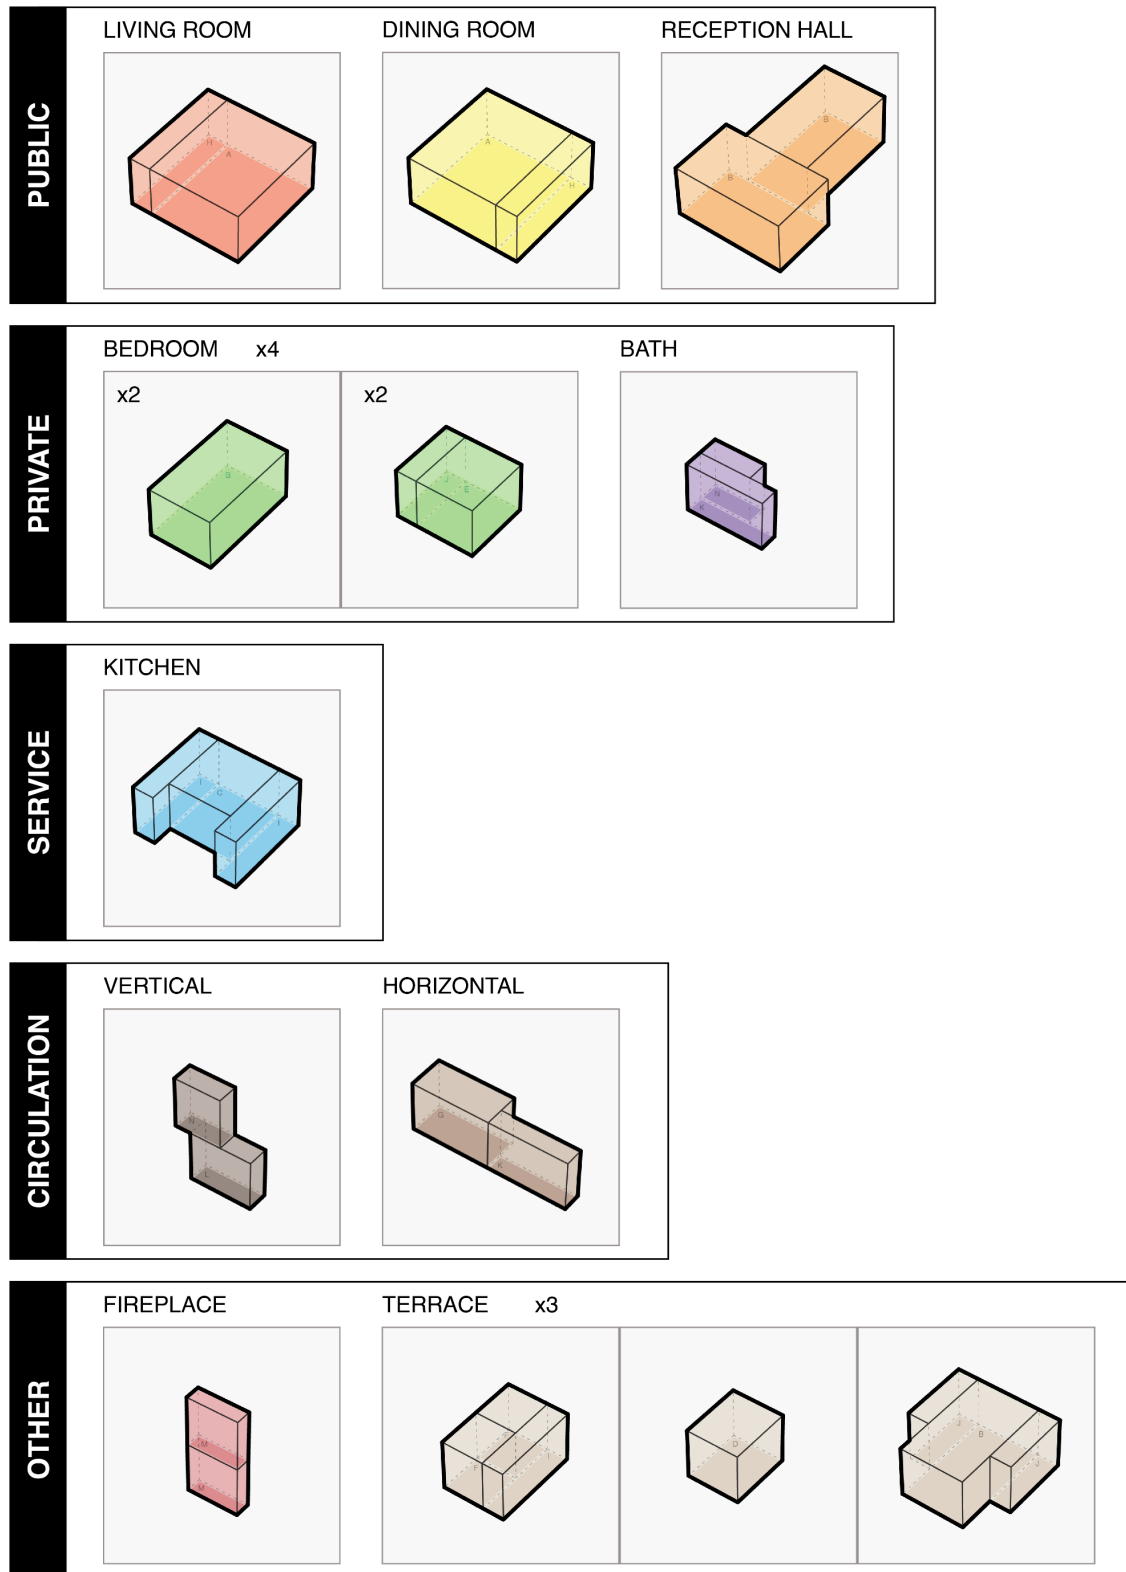 PUBLIC
LIVING ROOM
DINING ROOM
RECEPTION HALL
H
A
A
H
B
B
PRIVATE
BEDROOM x4
BATH
x2
x2
B
J
E
N
K
SERVICE
KITCHEN
I
C
I
CIRCULATION
VERTICAL
HORIZONTAL
N
L
G
K
OTHER
FIREPLACE
TERRACE x3
M
M
F
I
D
J
B
J